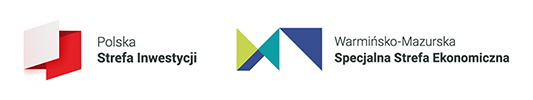 Polska
Strefa Inwestycji
Warmińsko-Mazurska
Specjalna Strefa Ekonomiczna